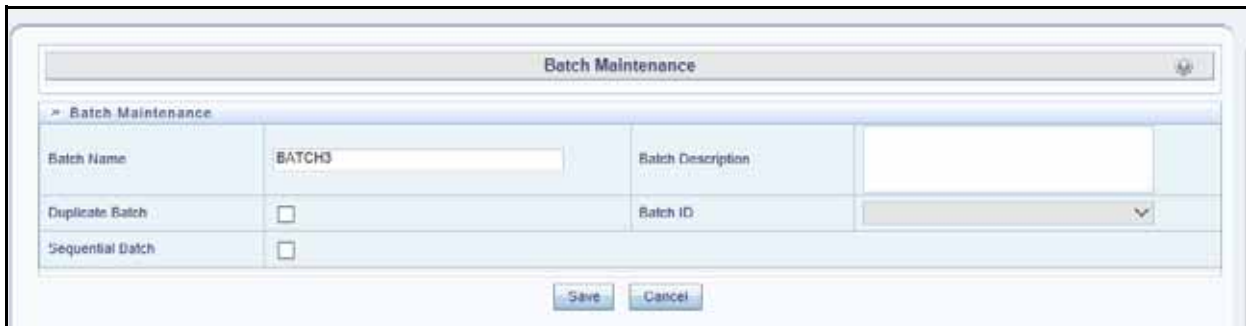 Batch Maintenance
» Batch Maintenance
Batch Name BATCH3 Batch Description
Duplicate Batch Batch ID
Sequential Batch
Save Cancel